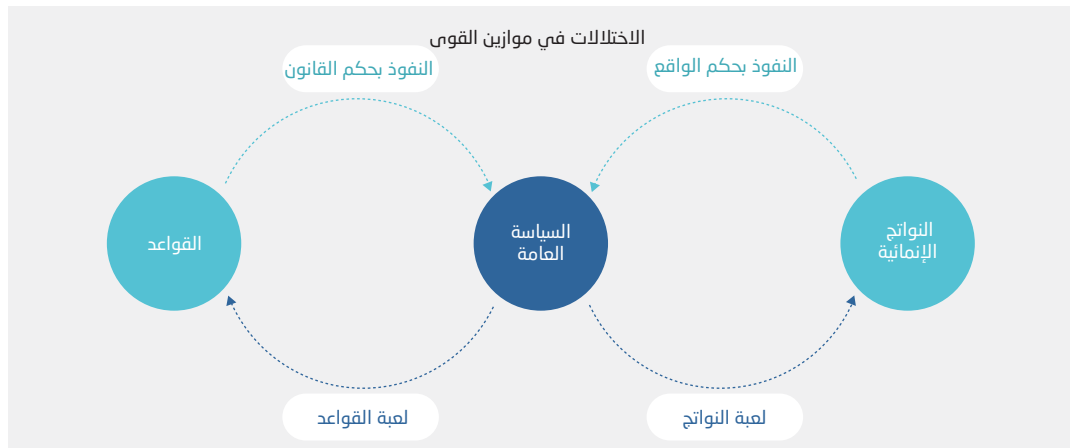 الاختلالات في موازين القوى
النفوذ بحكم الواقع
النفوذ بحكم القانون
النواتج
الإنمائية
السياسة
العامة
القواعد
لعبة النواتج
لعبة القواعد